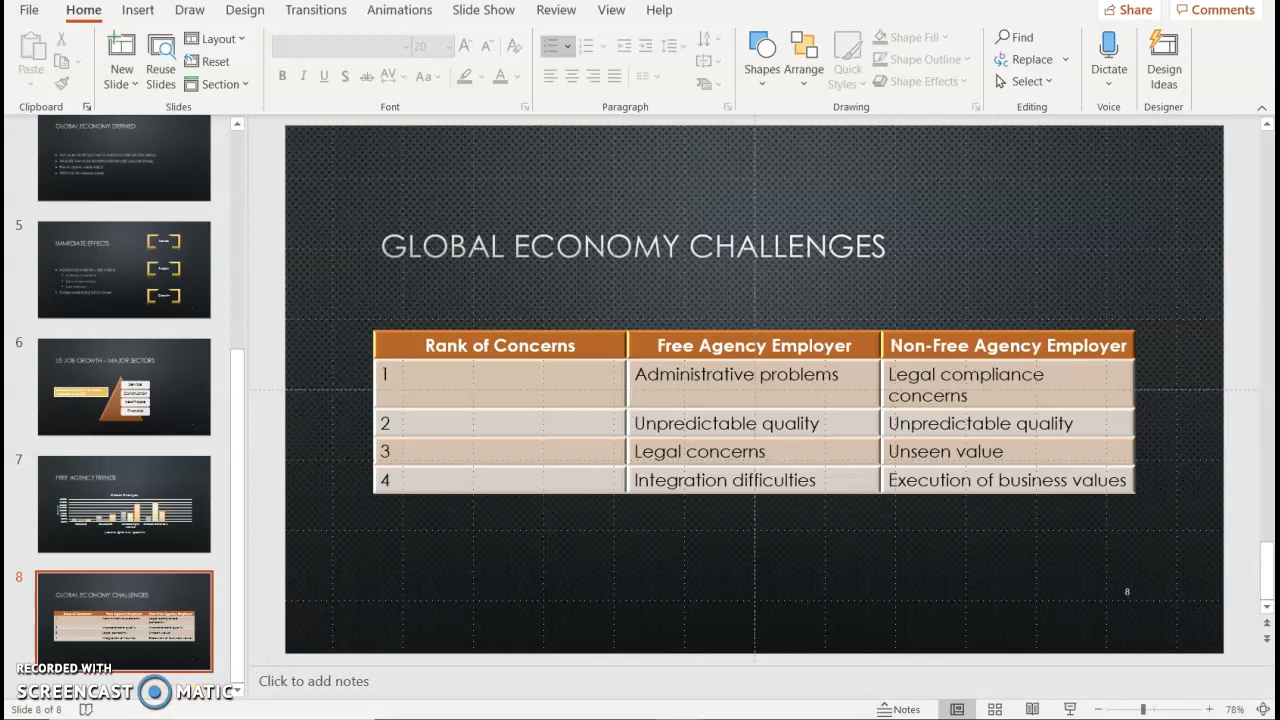 File Home Insert Draw Design Transitions Animations Slide Show Review View Help Share Comments
Paste
New Slide
Reuse Slides
Layout
Reset
Section
20
Shapes
Arrange
Quick Styles
Shape Fill
Shape Outline
Shape Effects
Find
Replace
Select
Dictate
Design Ideas
Clipboard Slides Font Paragraph Drawing Editing Voice Designer
GLOBAL ECONOMY DEFINED
5
IMMEDIATE EFFECTS
6
US JOB GROWTH – MAJOR SECTORS
Service
Construction
Healthcare
Financial
7
FREE AGENCY TRENDS
8
GLOBAL ECONOMY CHALLENGES
GLOBAL ECONOMY CHALLENGES
Rank of Concerns Free Agency Employer Non-Free Agency Employer
1 Administrative problems Legal compliance
concerns
2 Unpredictable quality Unpredictable quality
3 Legal concerns Unseen value
4 Integration difficulties Execution of business values
8
RECORDED WITH
SCREENCAST MATIC
Click to add notes
Slide 8 of 8 Notes 78%